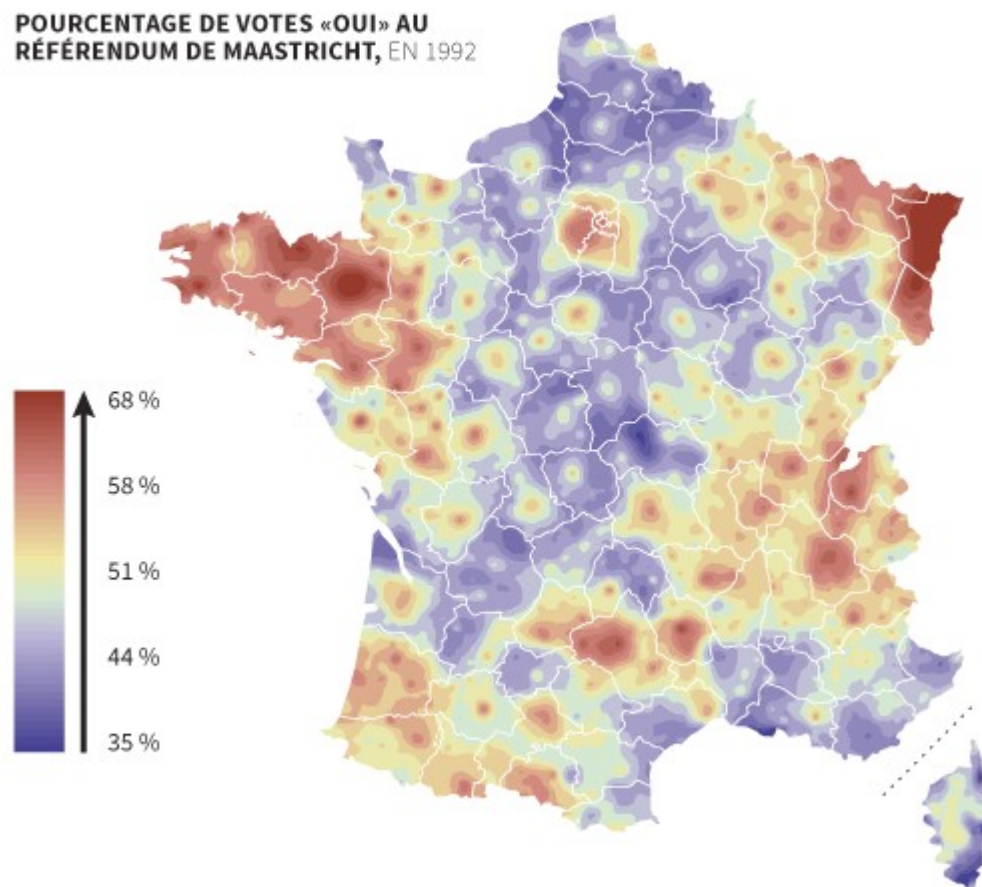 POURCENTAGE DE VOTES «OUI» AU
RÉFÉRENDUM DE MAASTRICHT, EN 1992
68 %
58 %
51 %
44 %
35 %